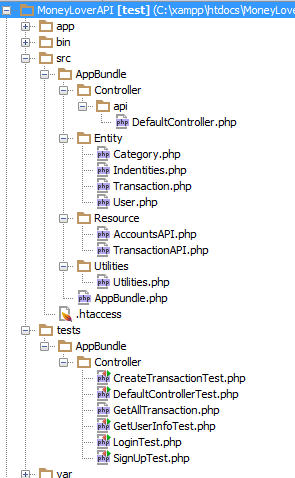 MoneyLoverAPI [test] (C:\xampp\htdocs\MoneyLove
app
bin
src
AppBundle
Controller
api
DefaultController.php
Entity
Category.php
Indentities.php
Transaction.php
User.php
Resource
AccountsAPI.php
TransactionAPI.php
Utilities
Utilities.php
AppBundle.php
.htaccess
tests
AppBundle
Controller
CreateTransactionTest.php
DefaultControllerTest.php
GetAllTransaction.php
GetUserInfoTest.php
LoginTest.php
SignUpTest.php
var